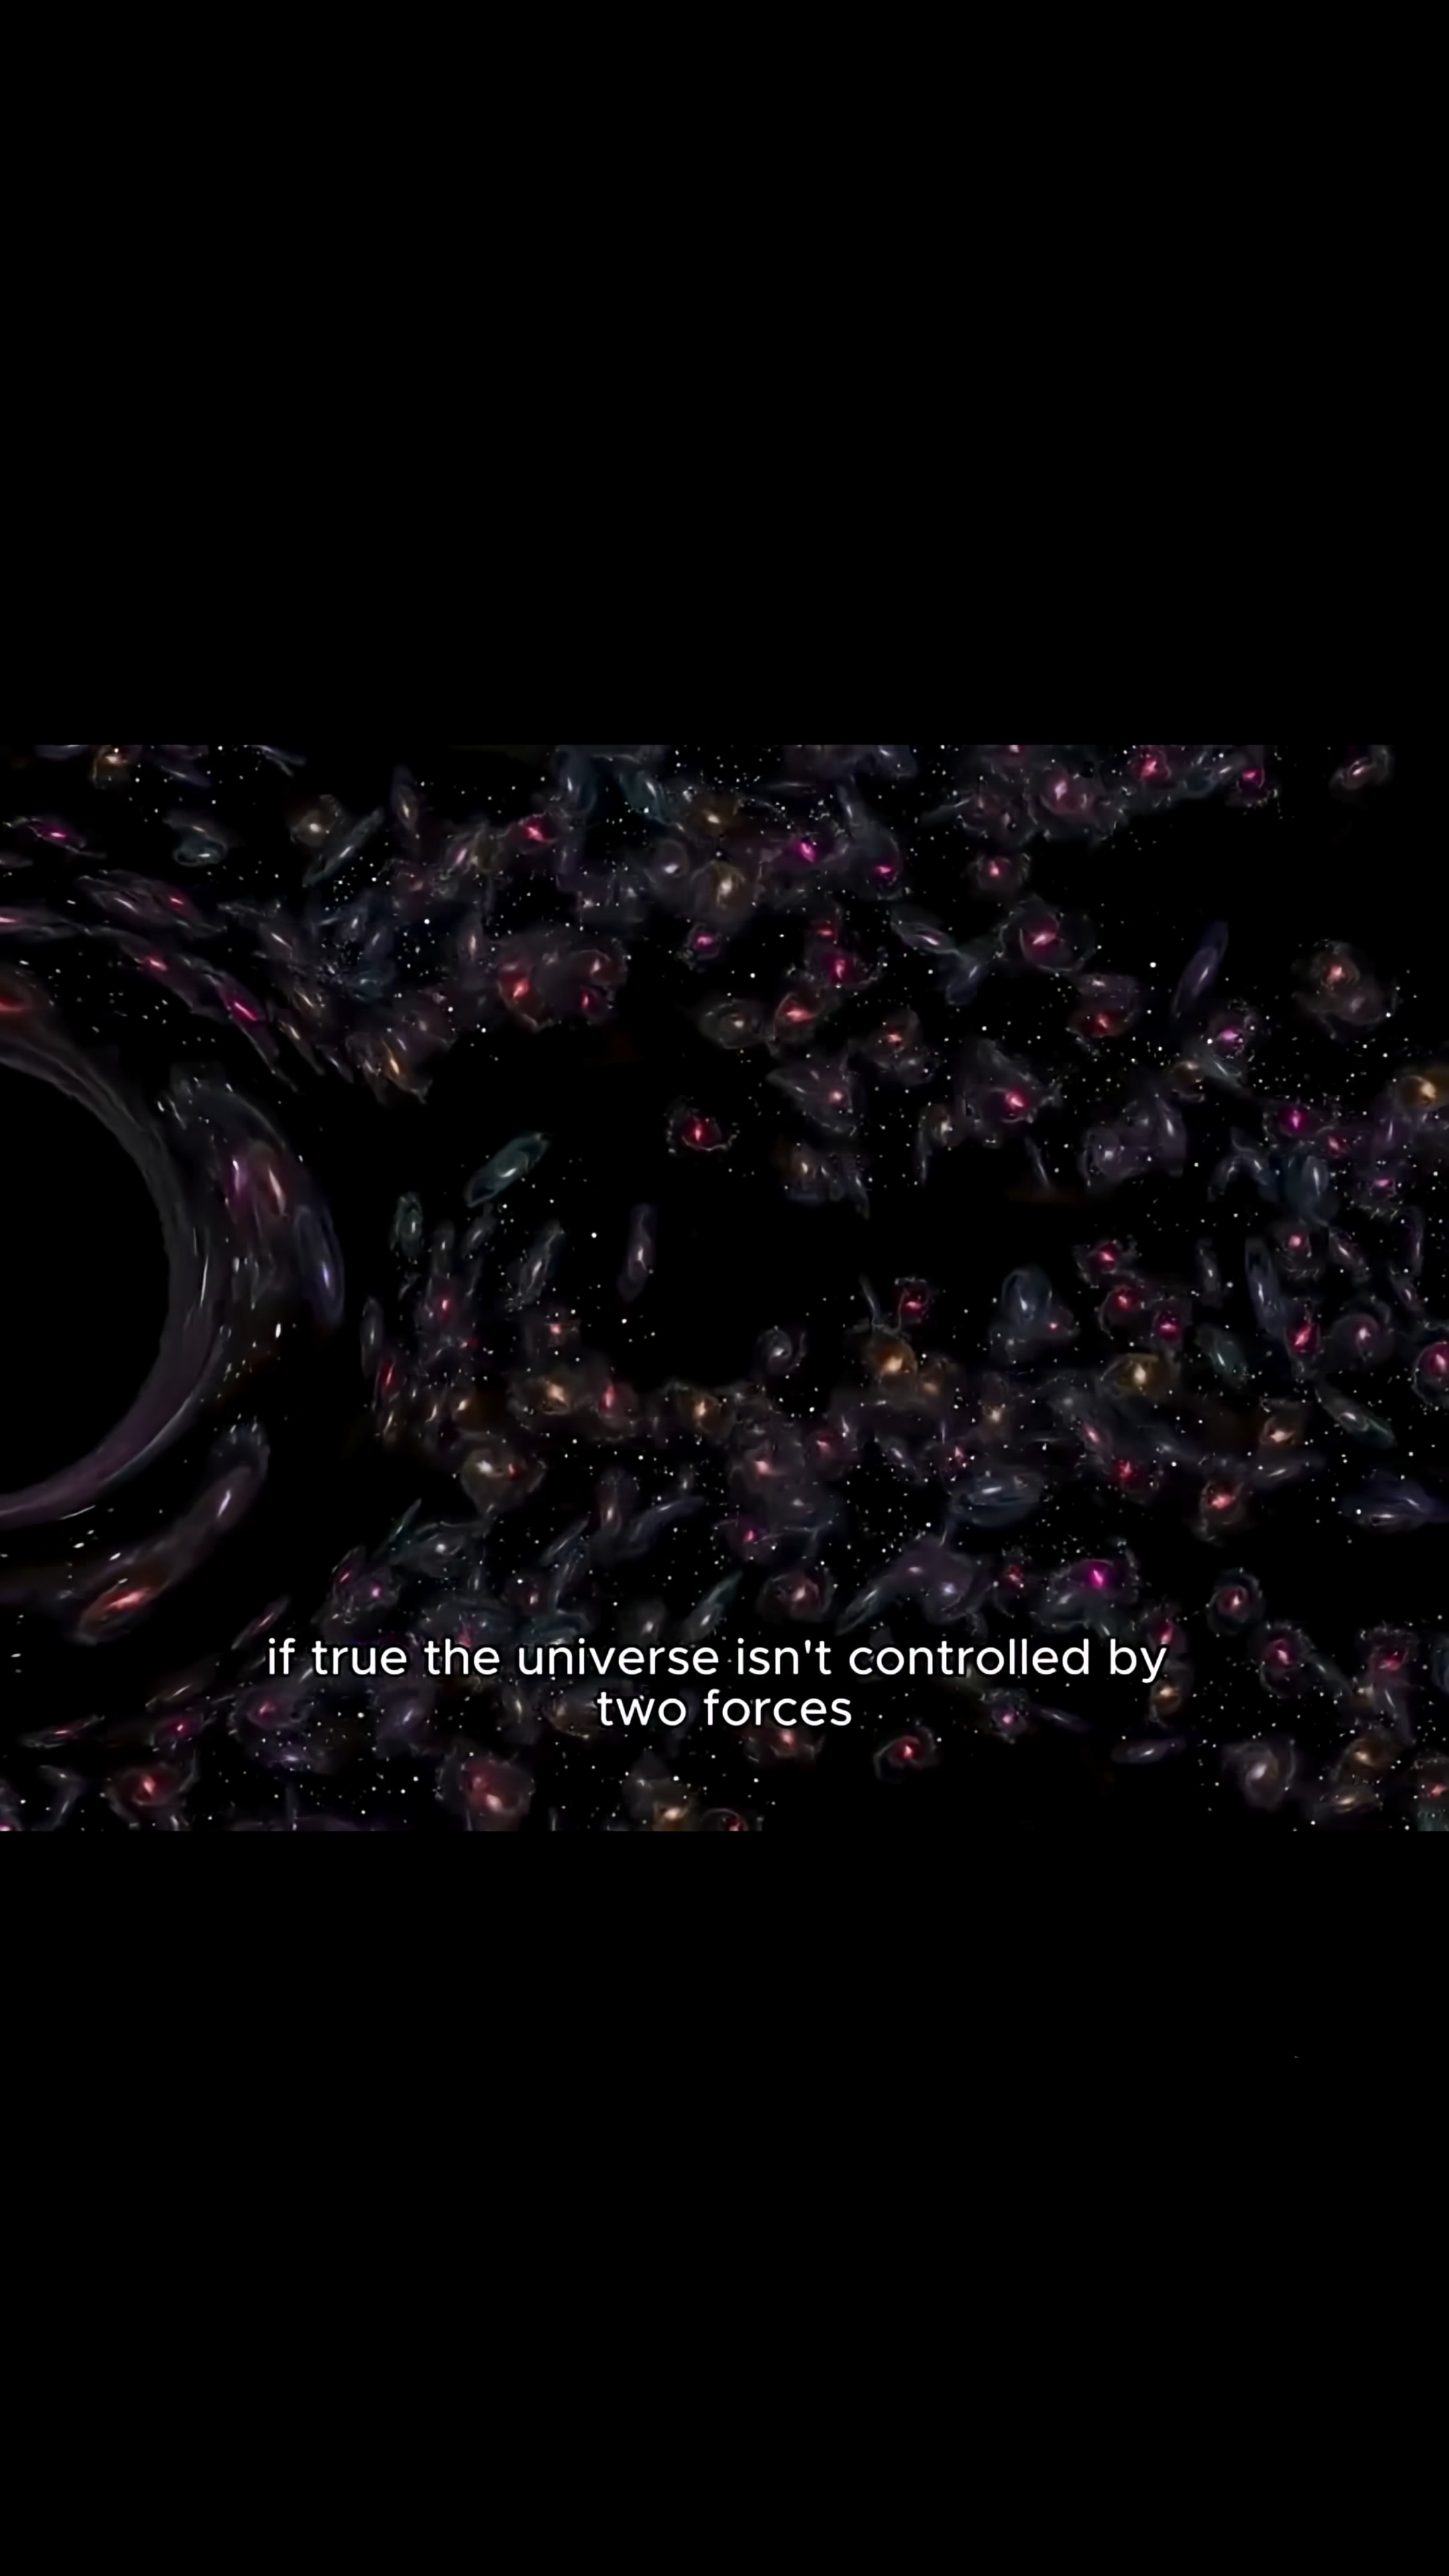 if true the universe isn't controlled by
two forces